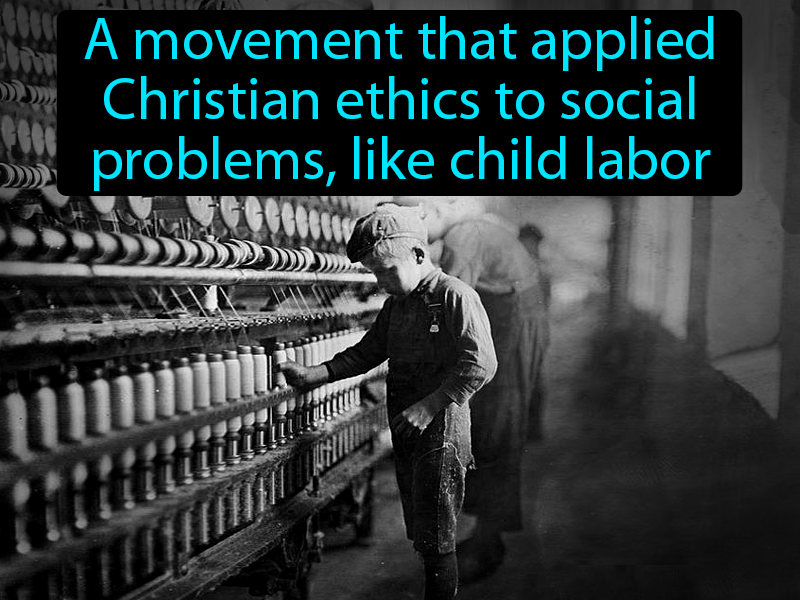 A movement that applied
Christian ethics to social
problems, like child labor